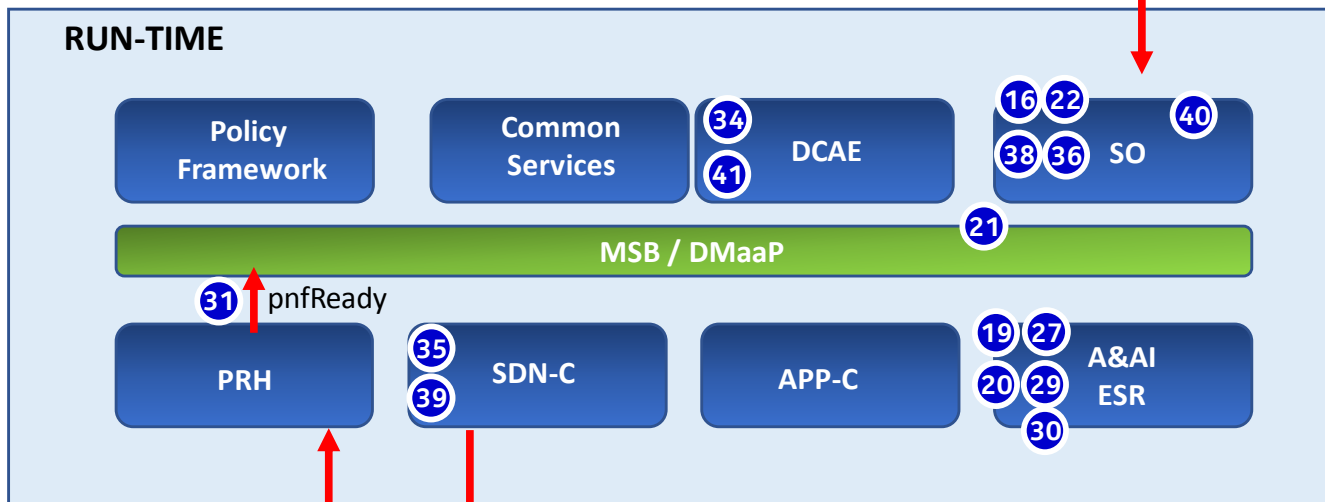 RUN-TIME
Policy
Framework
Common
Services
34
41
DCAE
16 22
40
38 36
SO
21
MSB / DMaaP
31
pnfReady
PRH
35
39
SDN-C
APP-C
19 27
20 29
30
A&AI
ESR